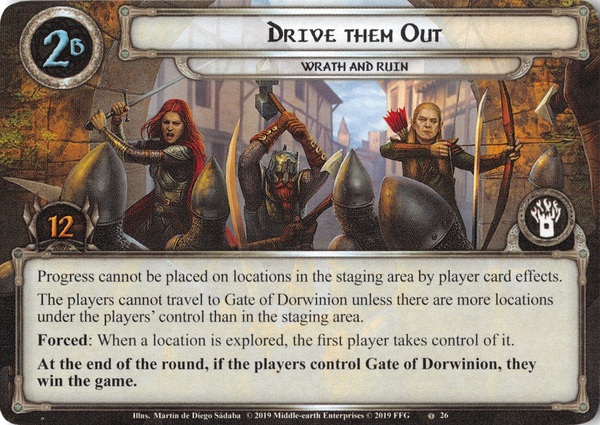 2B
DRIVE THEM OUT
WRATH AND RUIN
12
Progress cannot be placed on locations in the staging area by player card effects.
The players cannot travel to Gate of Dorwinion unless there are more locations
under the players' control than in the staging area.
Forced: When a location is explored, the first player takes control of it.
At the end of the round, if the players control Gate of Dorwinion, they
win the game.
Illus. Martin de Diego Sádaba © 2019 Middle-earth Enterprises © 2019 FFG 26